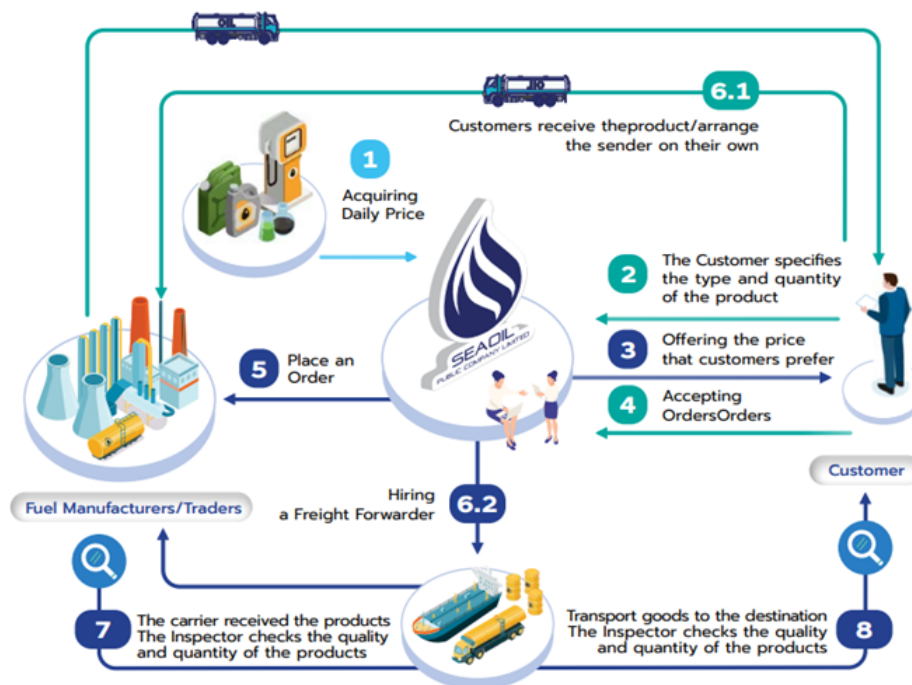 OIL
OIL
6.1
Customers receive theproduct/arrange
the sender on their own
1
Acquiring
Daily Price
2
The Customer specifies
the type and quantity
of the product
SEAOIL
PUBLIC COMPANY LIMITED
3
Offering the price
that customers prefer
5
Place an
Order
4
Accepting
OrdersOrders
Customer
Fuel Manufacturers/Traders
Hiring
a Freight Forwarder
6.2
7
The carrier received the products
The Inspector checks the quality
and quantity of the products
Transport goods to the destination
The Inspector checks the quality
and quantity of the products
8